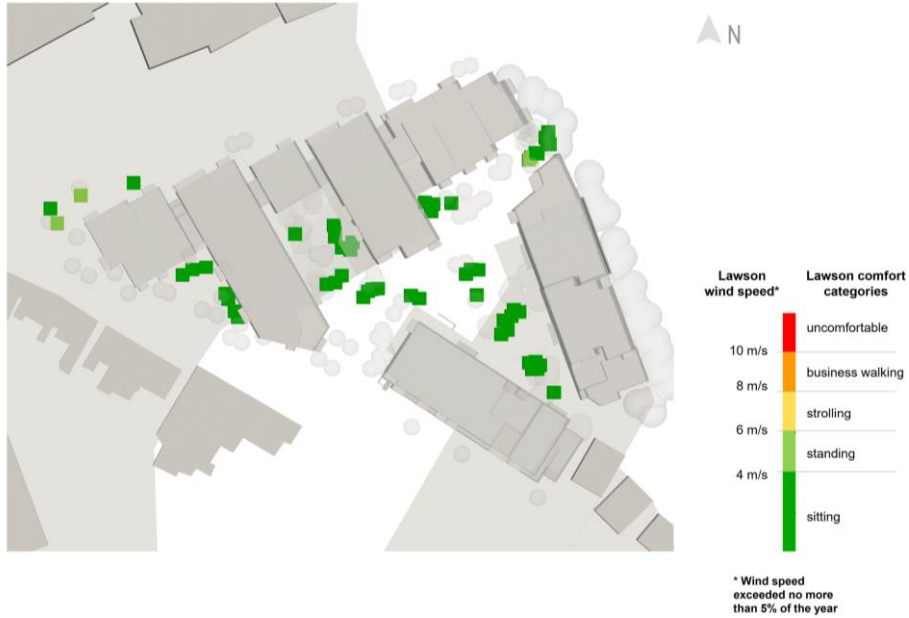 N
Lawson
wind speed*
Lawson comfort
categories
uncomfortable
10 m/s
business walking
8 m/s
strolling
6 m/s
standing
4 m/s
sitting
* Wind speed
exceeded no more
than 5% of the year